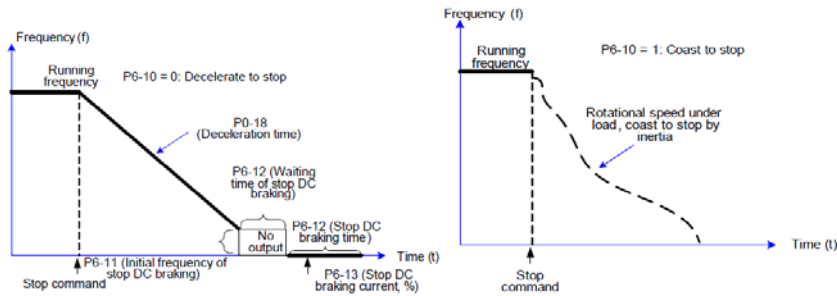 Frequency (f)
P6-10 = 0: Decelerate to stop
Running
frequency
P0-18
(Deceleration time)
P6-12 (Waiting
time of stop DC
braking)
No
output
P6-12 (Stop DC
braking time)
Time (t)
P6-11 (Initial frequency of
stop DC braking)
P6-13 (Stop DC
braking current, %)
Stop command
Frequency (f)
P6-10 = 1: Coast to stop
Running
frequency
Rotational speed under
load, coast to stop by
inertia
Time (t)
Stop
command